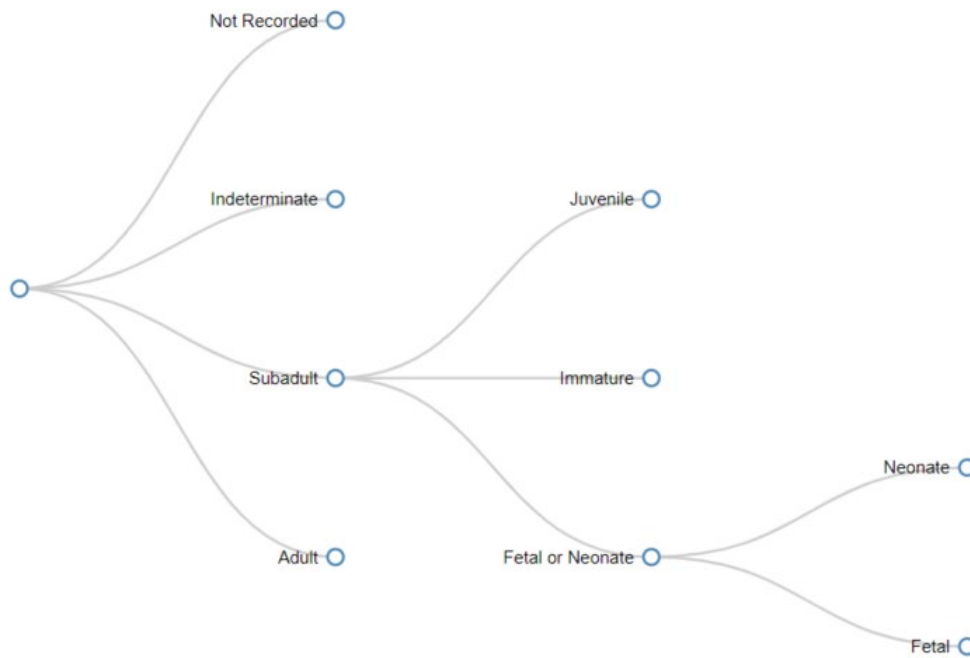 Not Recorded
Indeterminate
Juvenile
Subadult
Immature
Neonate
Adult
Fetal or Neonate
Fetal